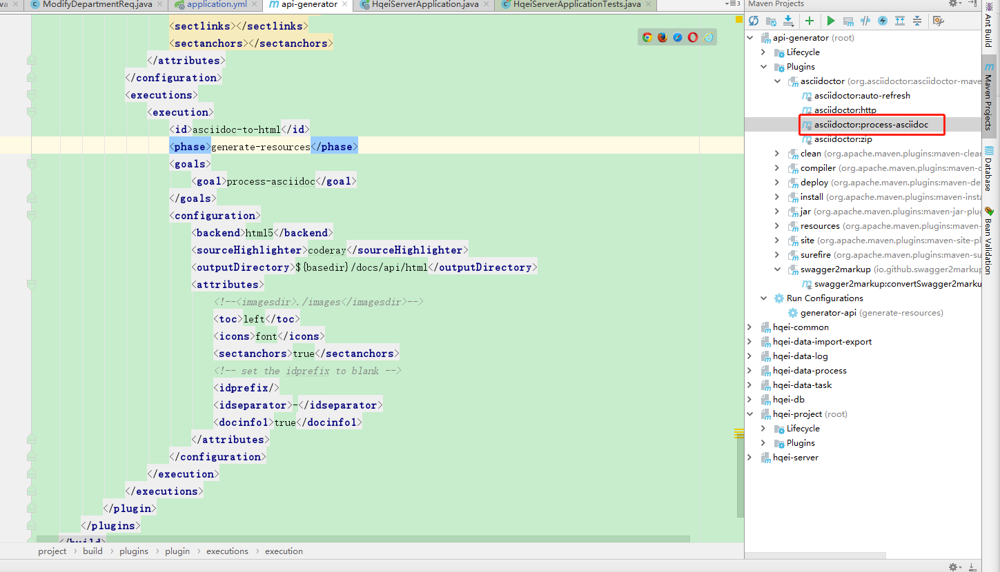 va
ModifyDepartmentReq.java
application.yml
api-generator
HqeiServerApplication.java
HqeiServerApplicationTests.java
3
Maven Projects
<sectlinks></sectlinks>
<sectanchors></sectanchors>
</attributes>
</configuration>
<executions>
<execution>
<id>asciidoc-to-html</id>
<phase>generate-resources</phase>
<goals>
<goal>process-asciidoc</goal>
</goals>
<configuration>
<backend>html5</backend>
<sourceHighlighter>coderay</sourceHighlighter>
<outputDirectory>${basedir}/docs/api/html</outputDirectory>
<attributes>
<!--<imagesdir>./images</imagesdir>-->
<toc>left</toc>
<icons>font</icons>
<sectanchors>true</sectanchors>
<!-- set the idprefix to blank -->
<idprefix/>
<idseparator>-</idseparator>
<docinfo1>true</docinfo1>
</attributes>
</configuration>
</execution>
</executions>
</plugin>
</plugins>
</build>
project
build
plugins
plugin
executions
execution
api-generator (root)
Lifecycle
Plugins
asciidoctor (org.asciidoctor:asciidoctor-mave
asciidoctor:auto-refresh
asciidoctor:http
asciidoctor:process-asciidoc
asciidoctor:zip
clean (org.apache.maven.plugins:maven-clean
compiler (org.apache.maven.plugins:maven-c
deploy (org.apache.maven.plugins:maven-de
install (org.apache.maven.plugins:maven-insta
jar (org.apache.maven.plugins:maven-jar-plug
resources (org.apache.maven.plugins:maven-
site (org.apache.maven.plugins:maven-site-pl
surefire (org.apache.maven.plugins:maven-su
swagger2markup (io.github.swagger2markup
swagger2markup:convertSwagger2marku
Run Configurations
generator-api (generate-resources)
hqei-common
hqei-data-import-export
hqei-data-log
hqei-data-process
hqei-data-task
hqei-db
hqei-project (root)
Lifecycle
Plugins
hqei-server
Ant Build
Maven Projects
Database
Bean Validation